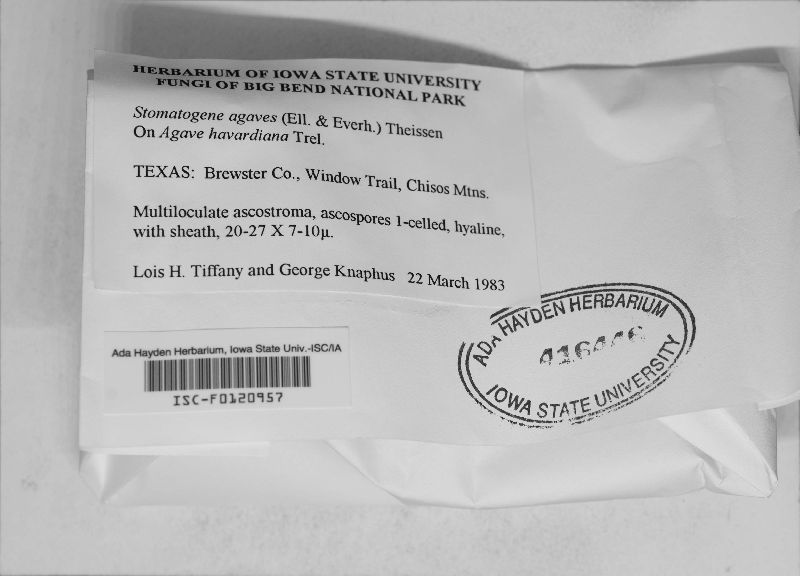 HERBARIUM OF IOWA STATE UNIVERSITY
FUNGI OF BIG BEND NATIONAL PARK
Stomatogene agaves (Ell. & Everh.) Theissen
On Agave havardiana Trel.
TEXAS: Brewster Co., Window Trail, Chisos Mtns.
Multiloculate ascostroma, ascospores 1-celled, hyaline,
with sheath, 20-27 X 7-10µ.
Lois H. Tiffany and George Knaphus 22 March 1983
ADA HAYDEN HERBARIUM
416446
IOWA STATE UNIVERSITY
Ada Hayden Herbarium, Iowa State Univ.-ISC/IA
ISC-F0120957